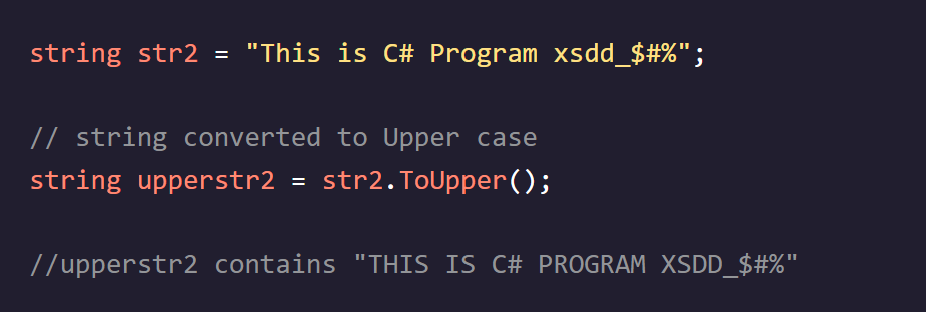 string str2 = "This is C# Program xsdd_$#%";
// string converted to Upper case
string upperstr2 = str2.ToUpper();
//upperstr2 contains "THIS IS C# PROGRAM XSDD_$#%"